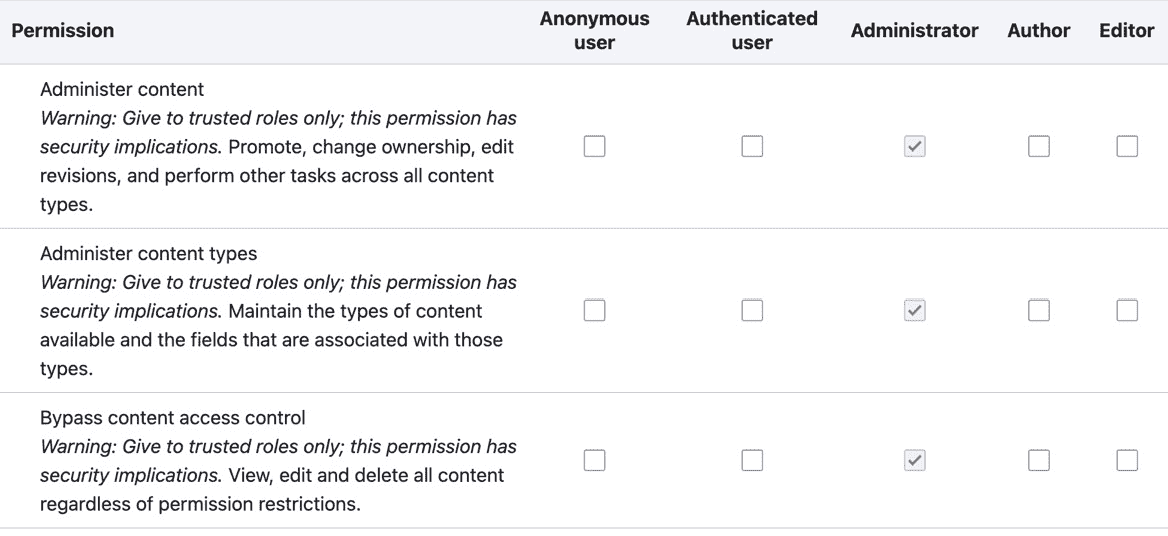 Permission
Anonymous user
Authenticated user
Administrator
Author
Editor
Administer content
Warning: Give to trusted roles only; this permission has
security implications. Promote, change ownership, edit
revisions, and perform other tasks across all content
types.
Administer content types
Warning: Give to trusted roles only; this permission has
security implications. Maintain the types of content
available and the fields that are associated with those
types.
Bypass content access control
Warning: Give to trusted roles only; this permission has
security implications. View, edit and delete all content
regardless of permission restrictions.